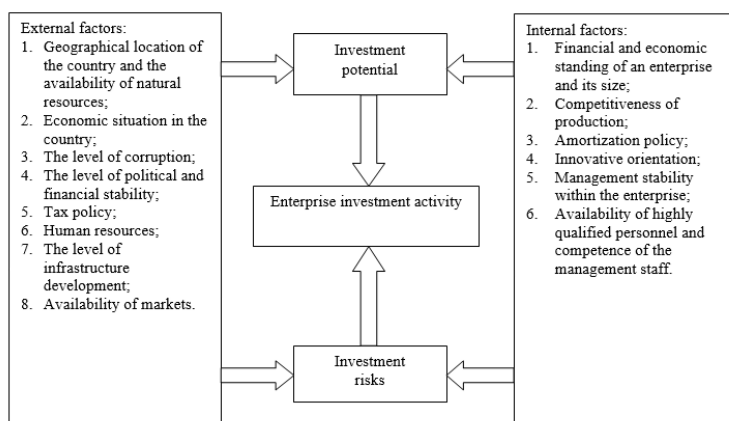 External factors:
1. Geographical location of
the country and the
availability of natural
resources;
2. Economic situation in the
country;
3. The level of corruption;
4. The level of political and
financial stability;
5. Tax policy;
6. Human resources;
7. The level of
infrastructure
development;
8. Availability of markets.
Investment
potential
Enterprise investment activity
Investment
risks
Internal factors:
1. Financial and economic
standing of an enterprise
and its size;
2. Competitiveness of
production;
3. Amortization policy;
4. Innovative orientation;
5. Management stability
within the enterprise;
6. Availability of highly
qualified personnel and
competence of the
management staff.